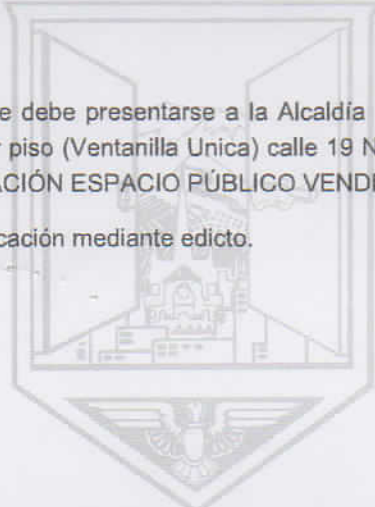 e debe presentarse a la Alcaldía
piso (Ventanilla Unica) calle 19 N
ACIÓN ESPACIO PÚBLICO VEND
cación mediante edicto.